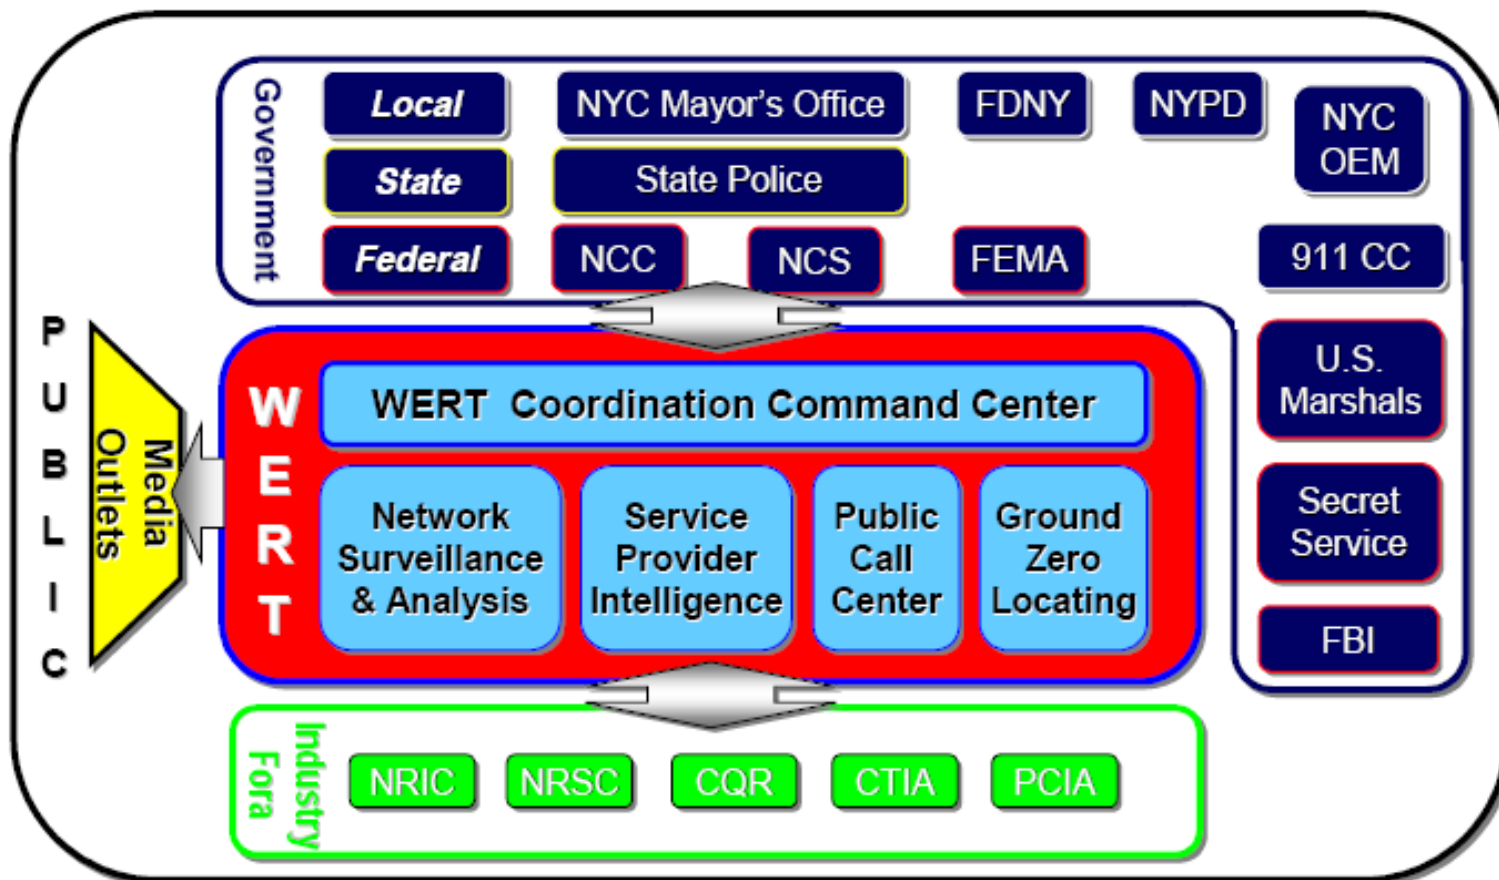 Government
Local
NYC Mayor's Office
FDNY
NYPD
NYC
OEM
State
State Police
Federal
NCC
NCS
FEMA
911 CC
U.S.
Marshals
Secret
Service
FBI
PUBLIC
Media
Outlets
WERT
WERT Coordination Command Center
Network
Surveillance
& Analysis
Service
Provider
Intelligence
Public
Call
Center
Ground
Zero
Locating
Industry
Fora
NRIC
NRSC
CQR
CTIA
PCIA